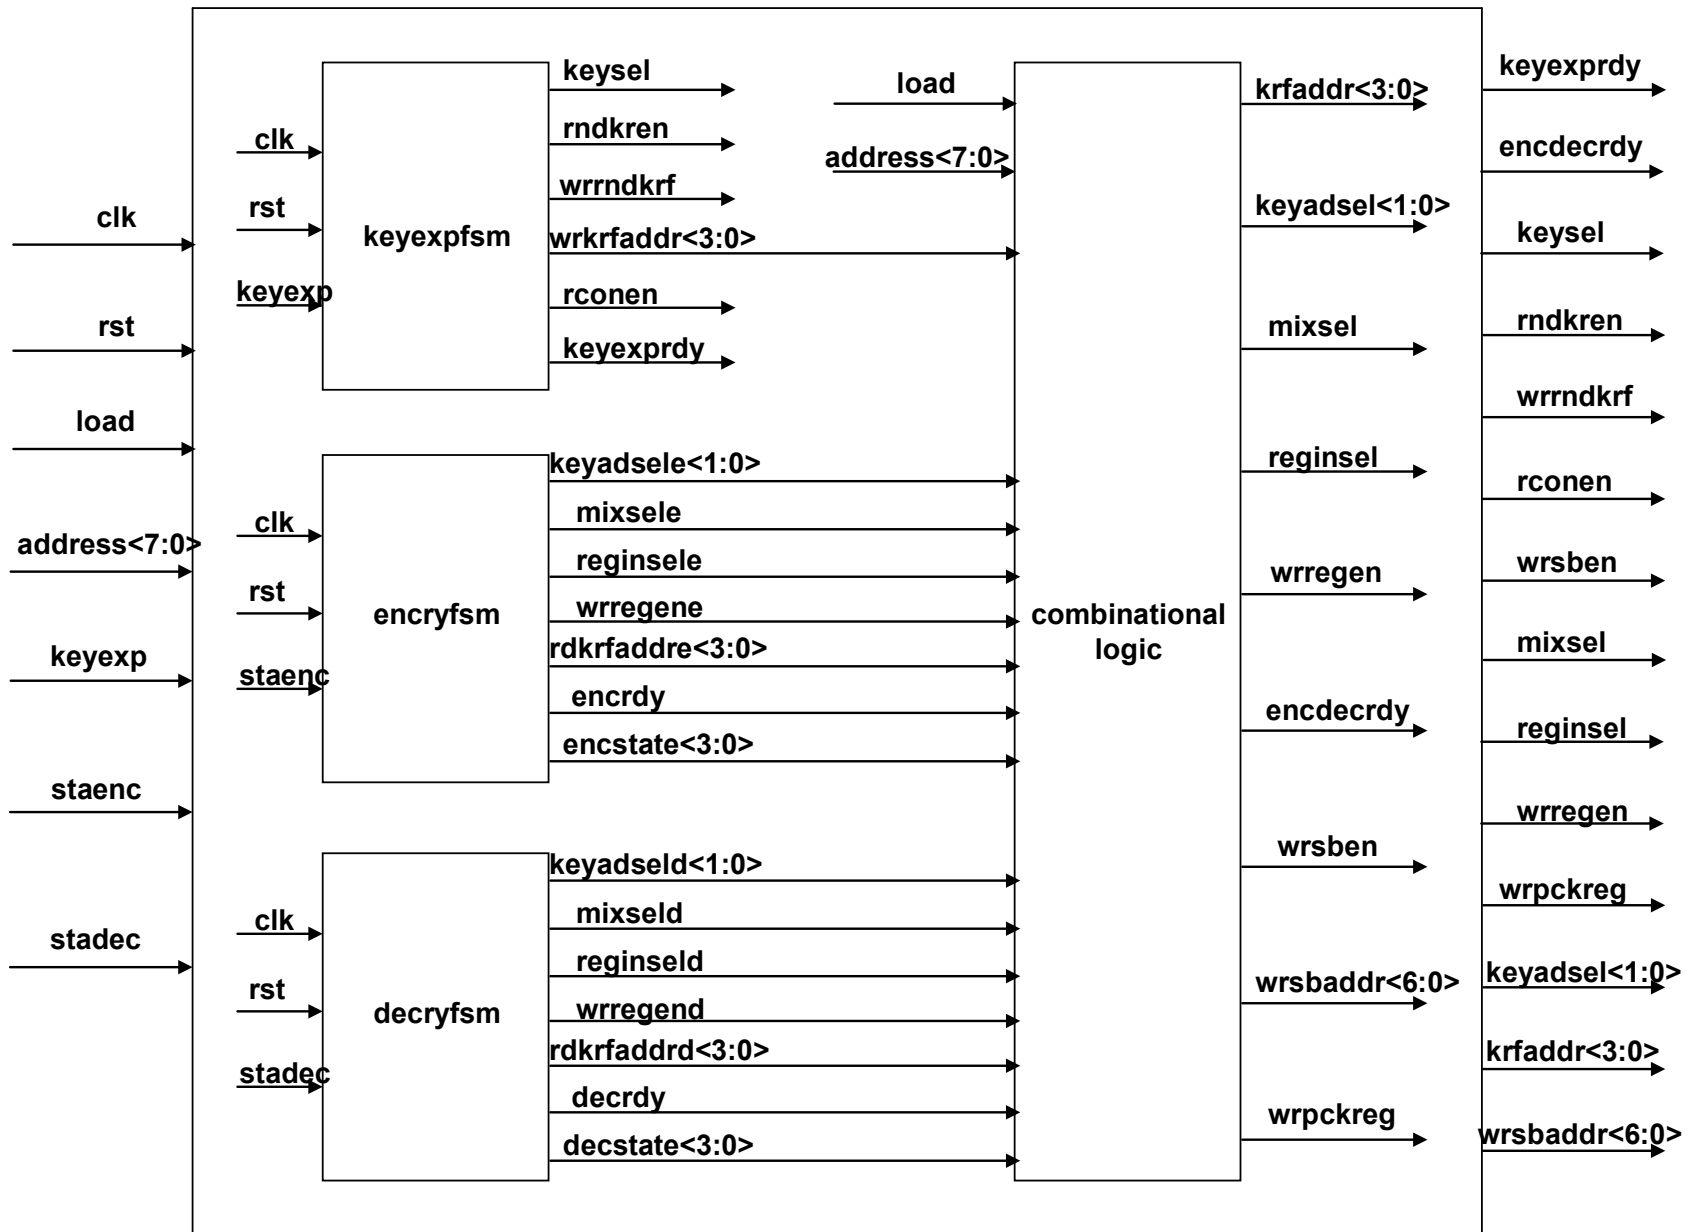 clk
rst
load
address<7:0>
keyexp
staenc
stadec
clk
rst
keyexp
keyexpfsm
keysel
rndkren
wrrndkrf
wrkrfaddr<3:0>
rconen
keyexprdy
clk
rst
staenc
encryfsm
keyadsele<1:0>
mixsele
reginsele
wrregene
rdkrfaddre<3:0>
encrdy
encstate<3:0>
clk
rst
stadec
decryfsm
keyadseld<1:0>
mixseld
reginseld
wrregend
rdkrfaddrd<3:0>
decrdy
decstate<3:0>
load
address<7:0>
combinational
logic
krfaddr<3:0>
keyadsel<1:0>
mixsel
reginsel
wrregen
encdecrdy
wrsben
wrsbaddr<6:0>
wrpckreg
keyexprdy
encdecrdy
keysel
rndkren
wrrndkrf
rconen
wrsben
mixsel
reginsel
wrregen
wrpckreg
keyadsel<1:0>
krfaddr<3:0>
wrsbaddr<6:0>